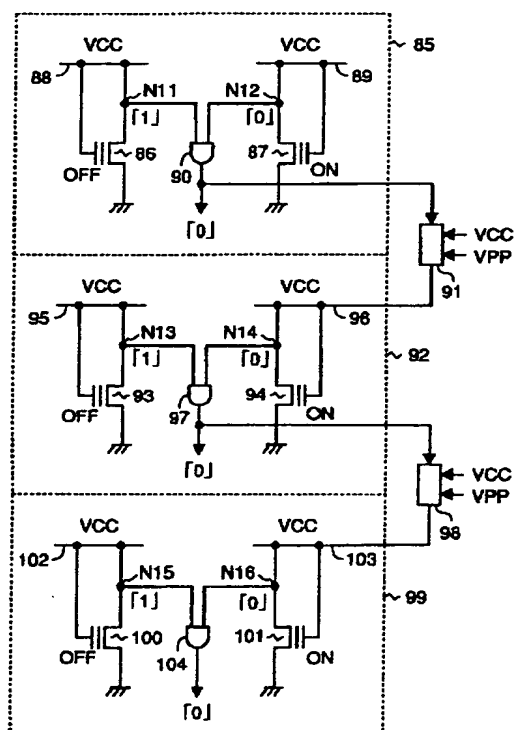 VCC VCC 85
88 89
N11 N12
「1」 「0」
86 87
OFF 90 ON
「0」
VCC
VPP
91
VCC VCC
95 96
N13 N14 92
「1」 「0」
93 94
OFF 97 ON
「0」
VCC
VPP
98
VCC VCC
102 103
N15 N16 99
「1」 「0」
100 101
OFF 104 ON
「0」